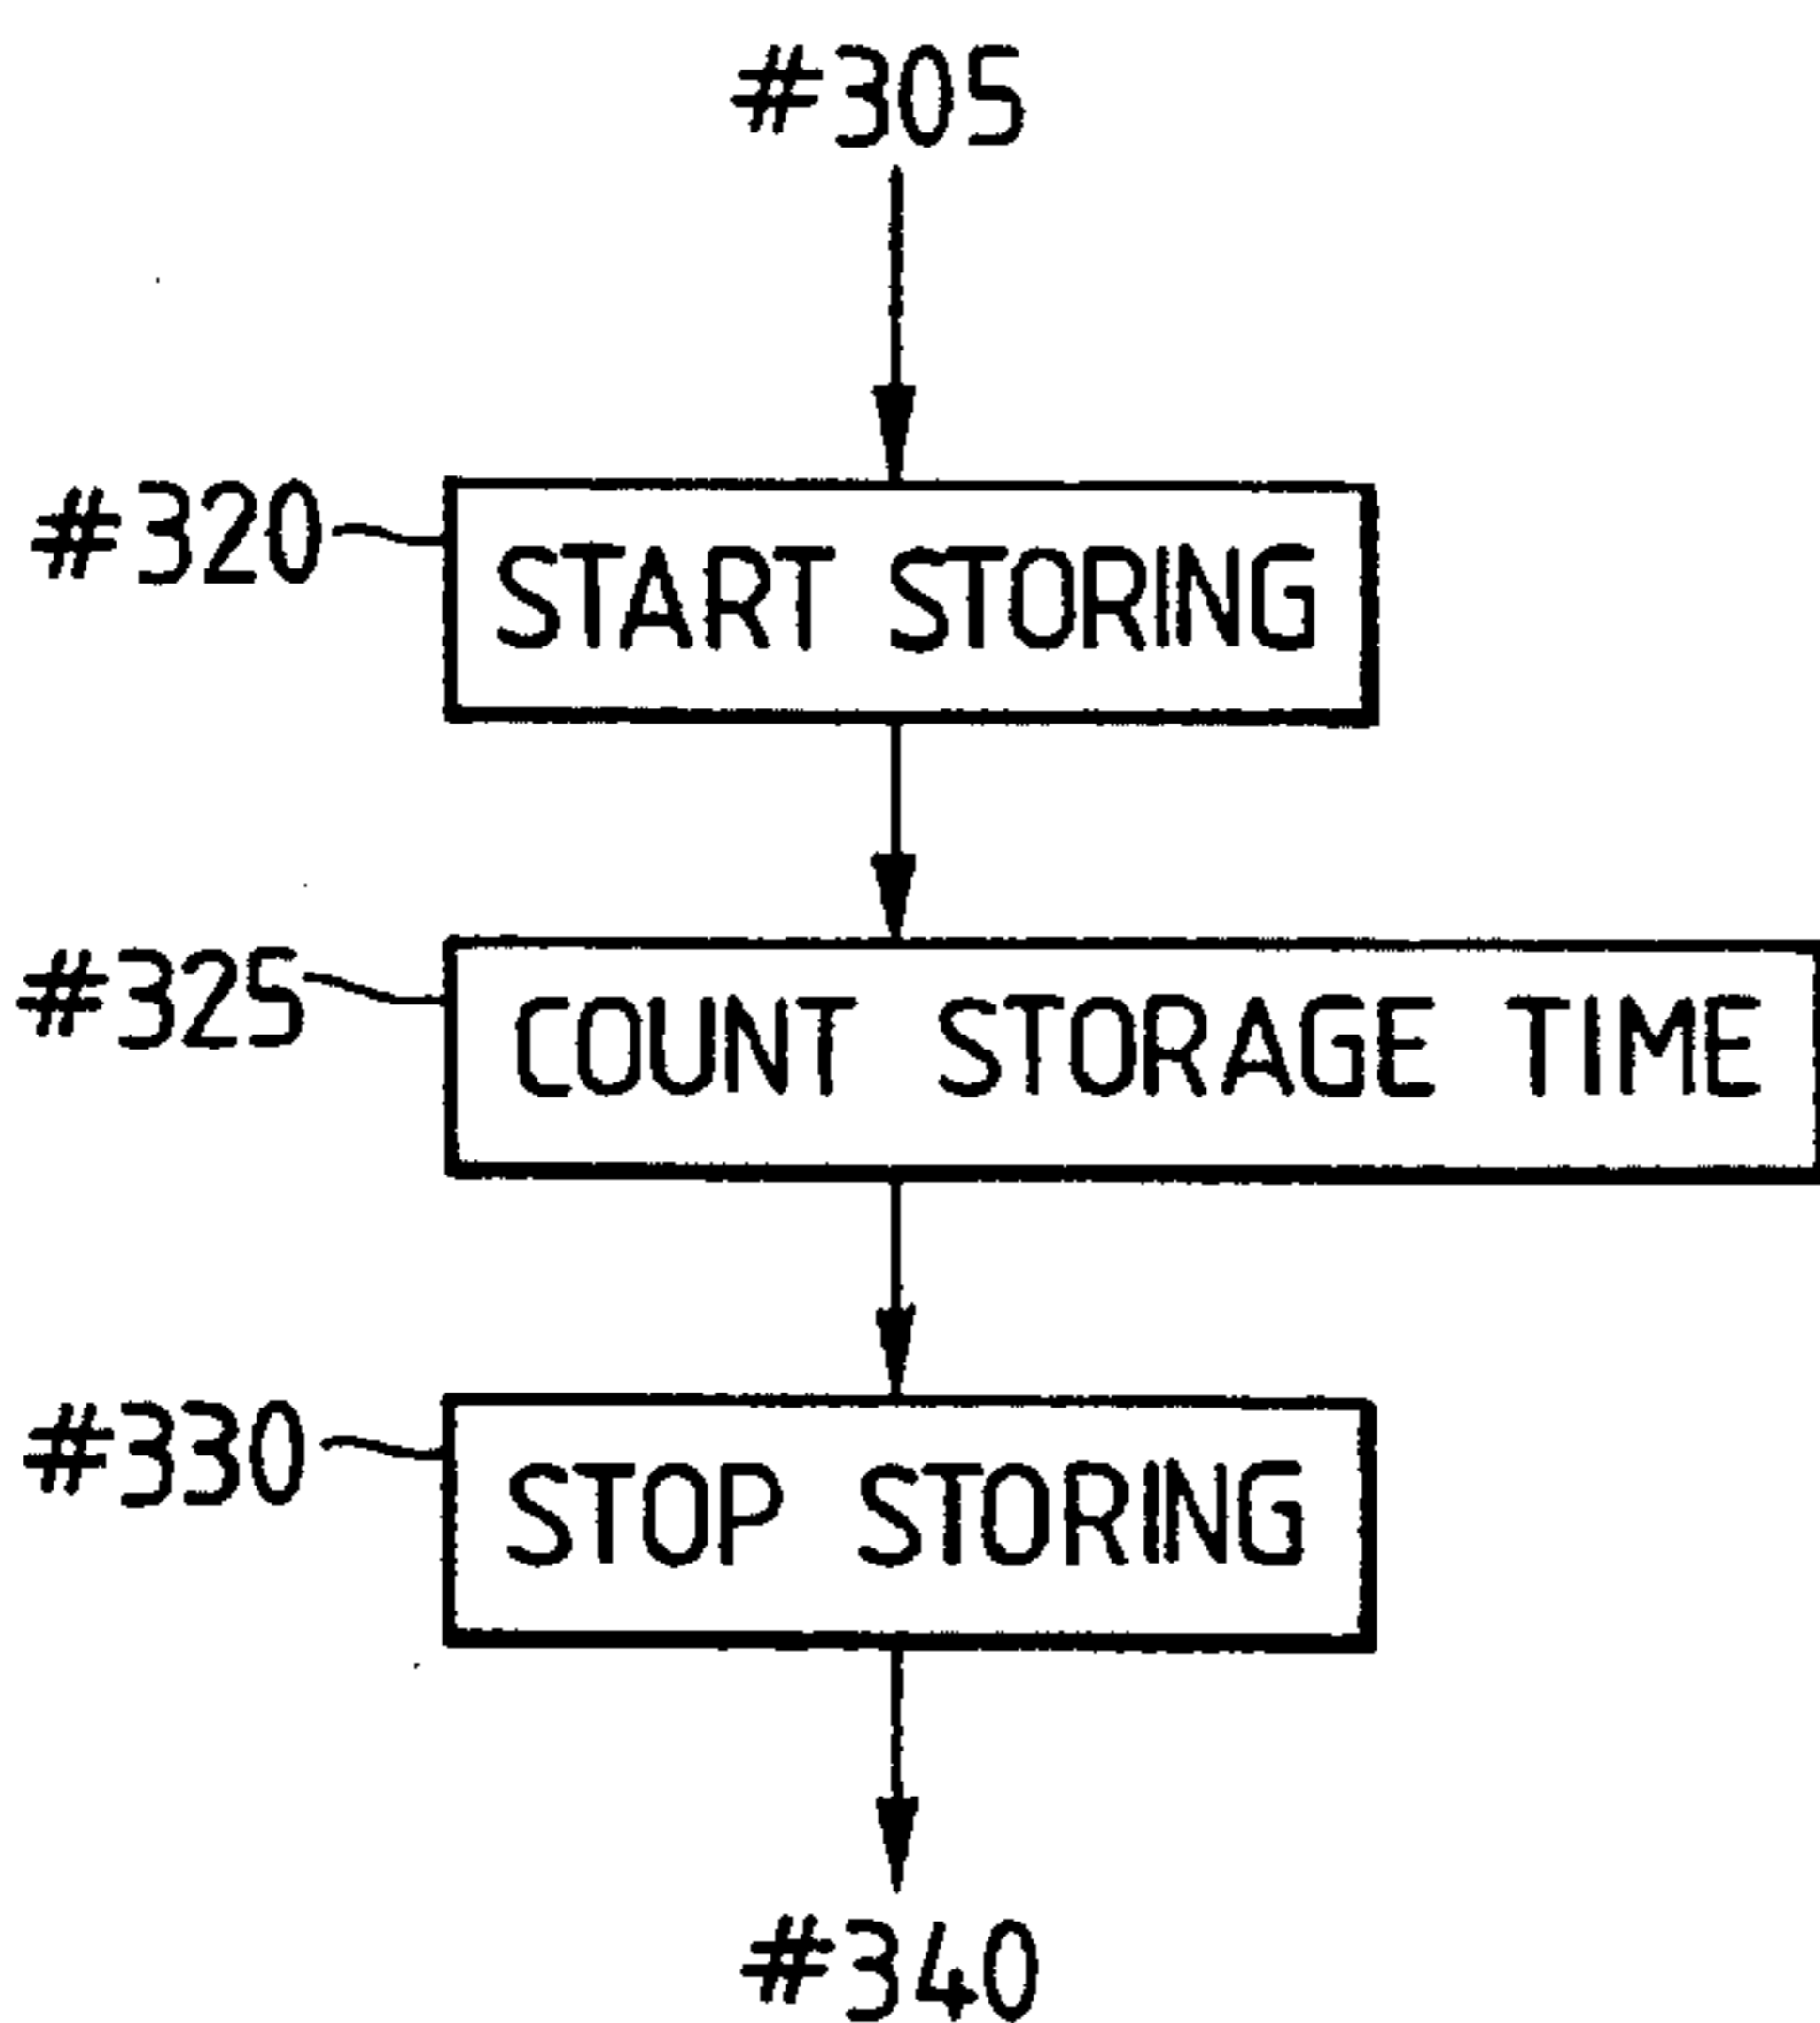 #305
#320
START STORING
#325
COUNT STORAGE TIME
#330
STOP STORING
#340